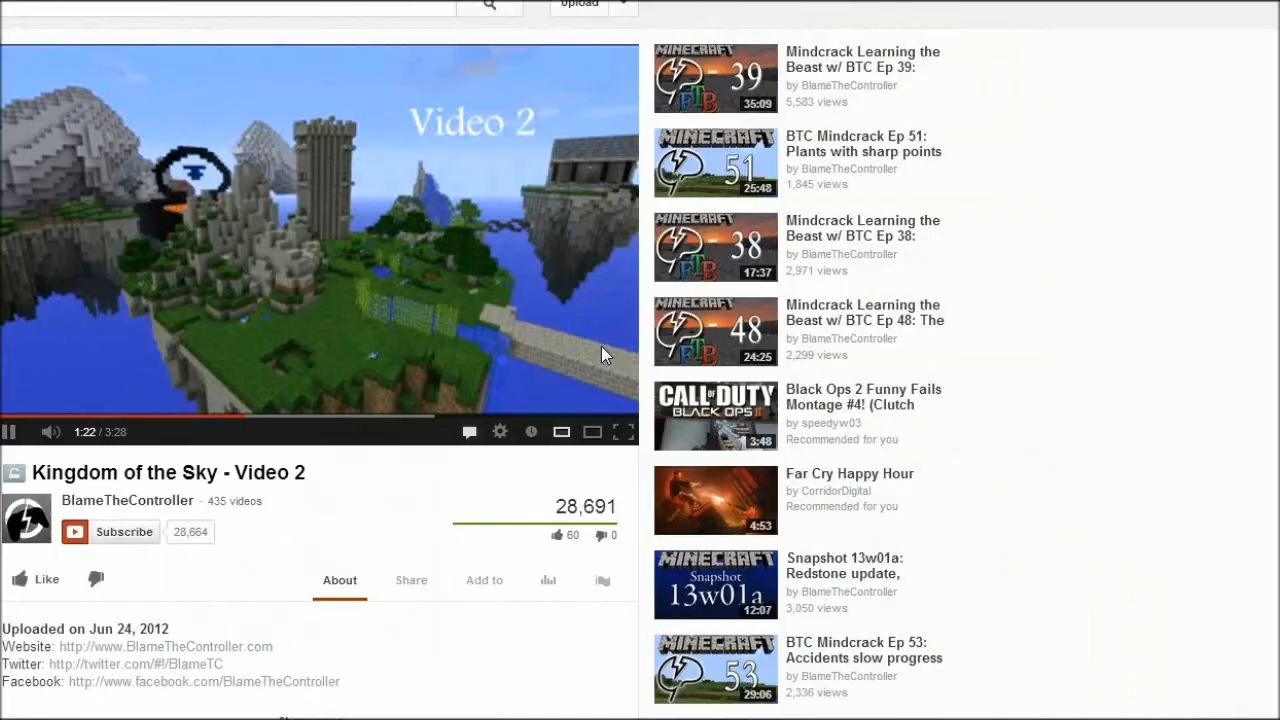 Upload
Video 2
1:22 / 3:28
Kingdom of the Sky - Video 2
BlameTheController · 435 videos
Subscribe
28,664
28,691
60
0
Like
About
Share
Add to
Uploaded on Jun 24, 2012
Website: http://www.BlameTheController.com
Twitter: http://twitter.com/#!/BlameTC
Facebook: http://www.facebook.com/BlameTheController
MINECRAFT
39
FTB
35:09
Mindcrack Learning the
Beast w/ BTC Ep 39:
by BlameTheController
5,583 views
MINECRAFT
51
25:48
BTC Mindcrack Ep 51:
Plants with sharp points
by BlameTheController
1,845 views
MINECRAFT
38
FTB
17:37
Mindcrack Learning the
Beast w/ BTC Ep 38:
by BlameTheController
2,971 views
MINECRAFT
48
FTB
24:25
Mindcrack Learning the
Beast w/ BTC Ep 48: The
by BlameTheController
2,299 views
CALL OF DUTY
BLACK OPS II
3:48
Black Ops 2 Funny Fails
Montage #4! (Clutch
by speedyw03
Recommended for you
4:53
Far Cry Happy Hour
by CorridorDigital
Recommended for you
MINECRAFT
Snapshot
13w01a
12:07
Snapshot 13w01a:
Redstone update,
by BlameTheController
3,050 views
MINECRAFT
53
29:06
BTC Mindcrack Ep 53:
Accidents slow progress
by BlameTheController
2,336 views